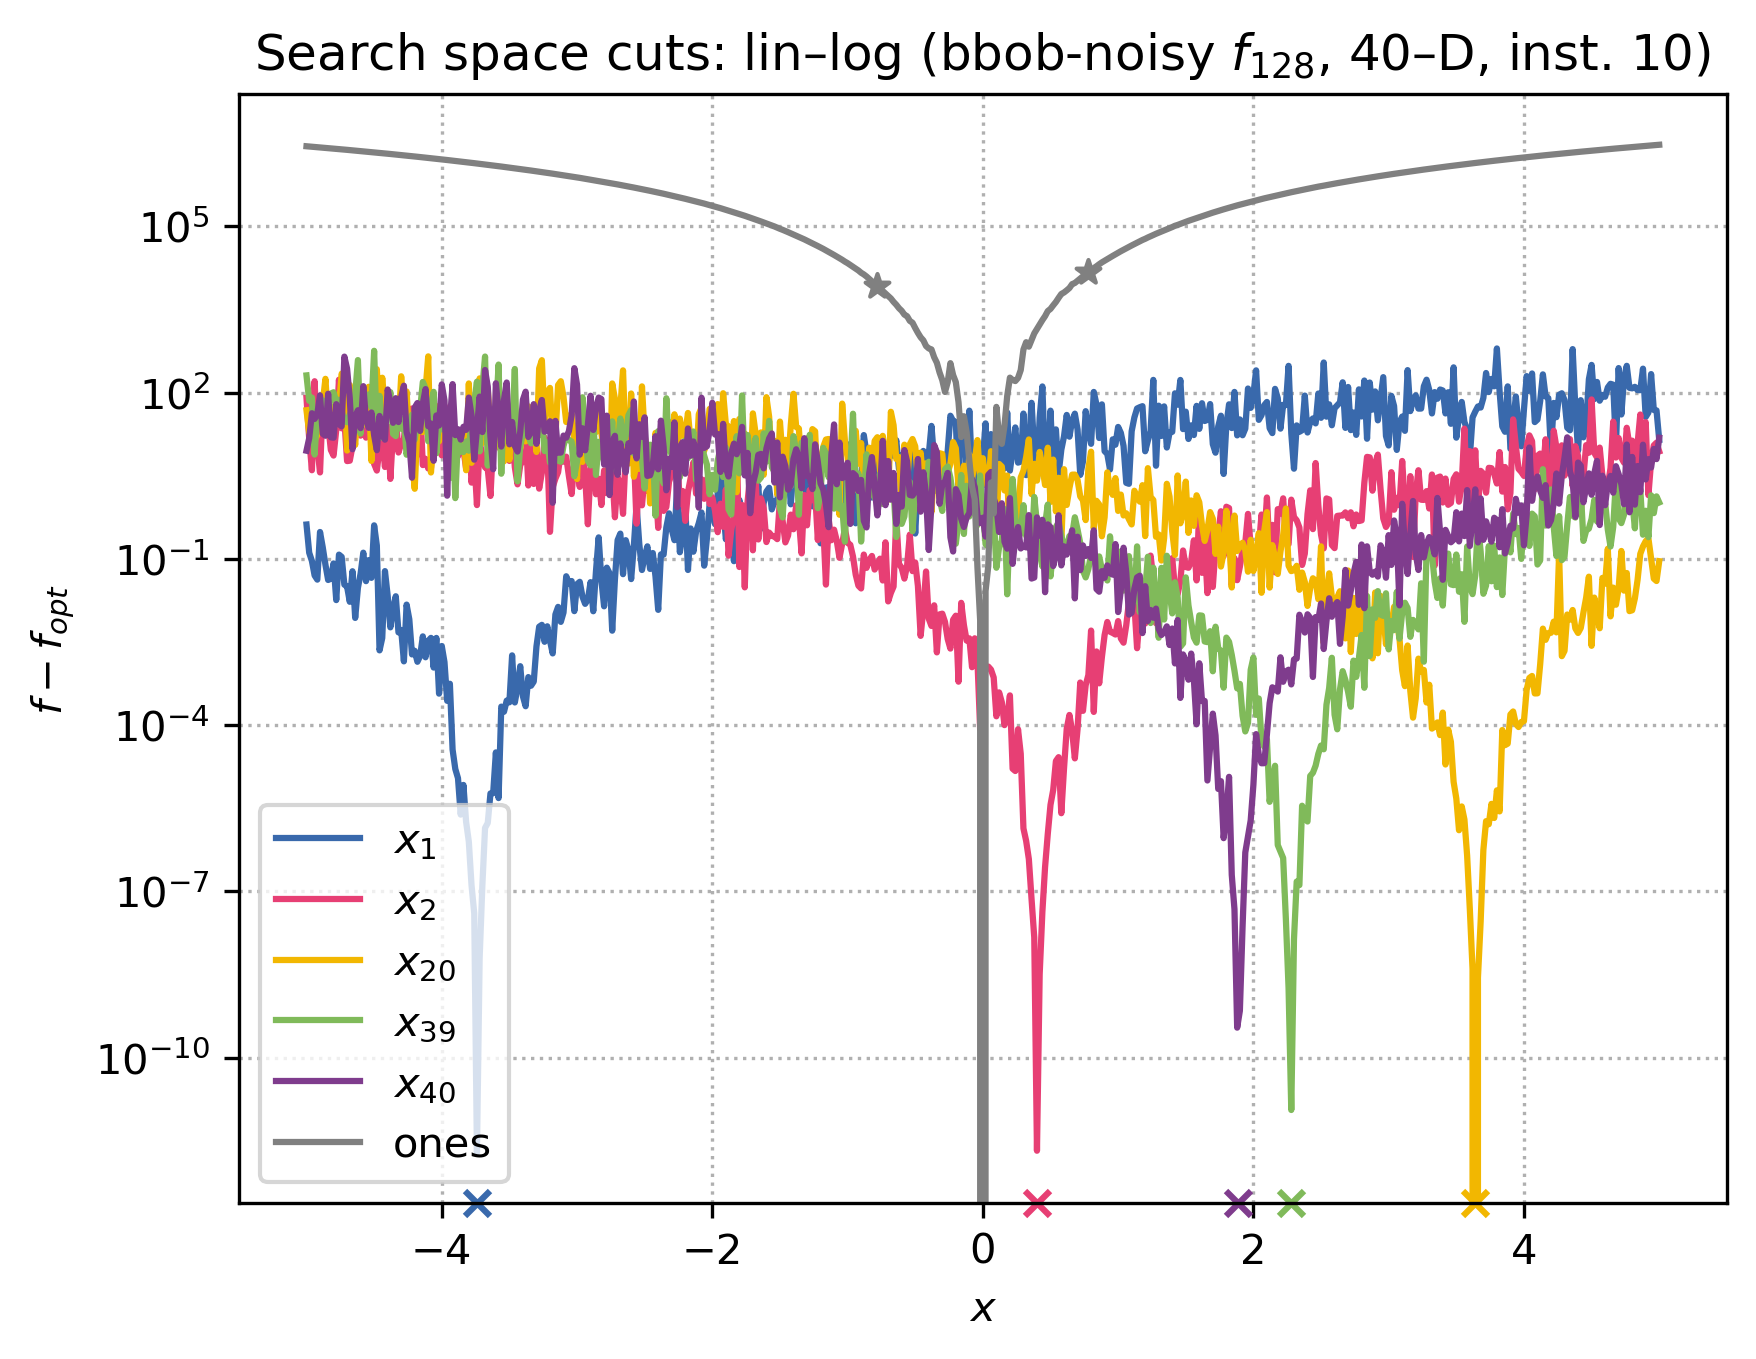 Search space cuts: lin–log (bbob-noisy f_128, 40–D, inst. 10)
10^5
10^2
10^−1
10^−4
10^−7
10^−10
f − f_opt
x_1
x_2
x_20
x_39
x_40
ones
−4 −2 0 2 4
x